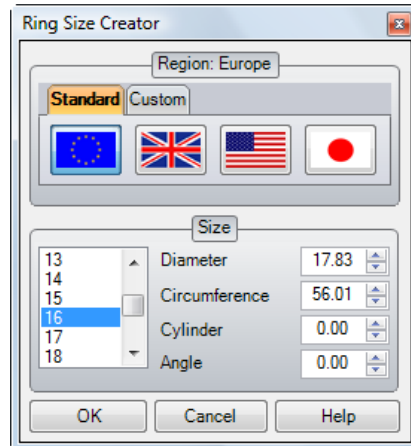 Ring Size Creator
Region: Europe
Standard Custom
Size
13
14
15
16
17
18
Diameter 17.83
Circumference 56.01
Cylinder 0.00
Angle 0.00
OK Cancel Help